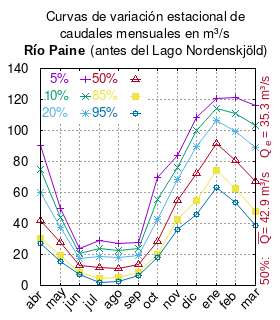 Curvas de variación estacional de
caudales mensuales en m³/s
Río Paine (antes del Lago Nordenskjöld)
140
120
100
80
60
40
20
0
5% 50%
10% 85%
20% 95%
abr may jun jul ago sep oct nov dic ene feb mar
50%: Q= 42.9 m³/s Qe = 35.5 m³/s